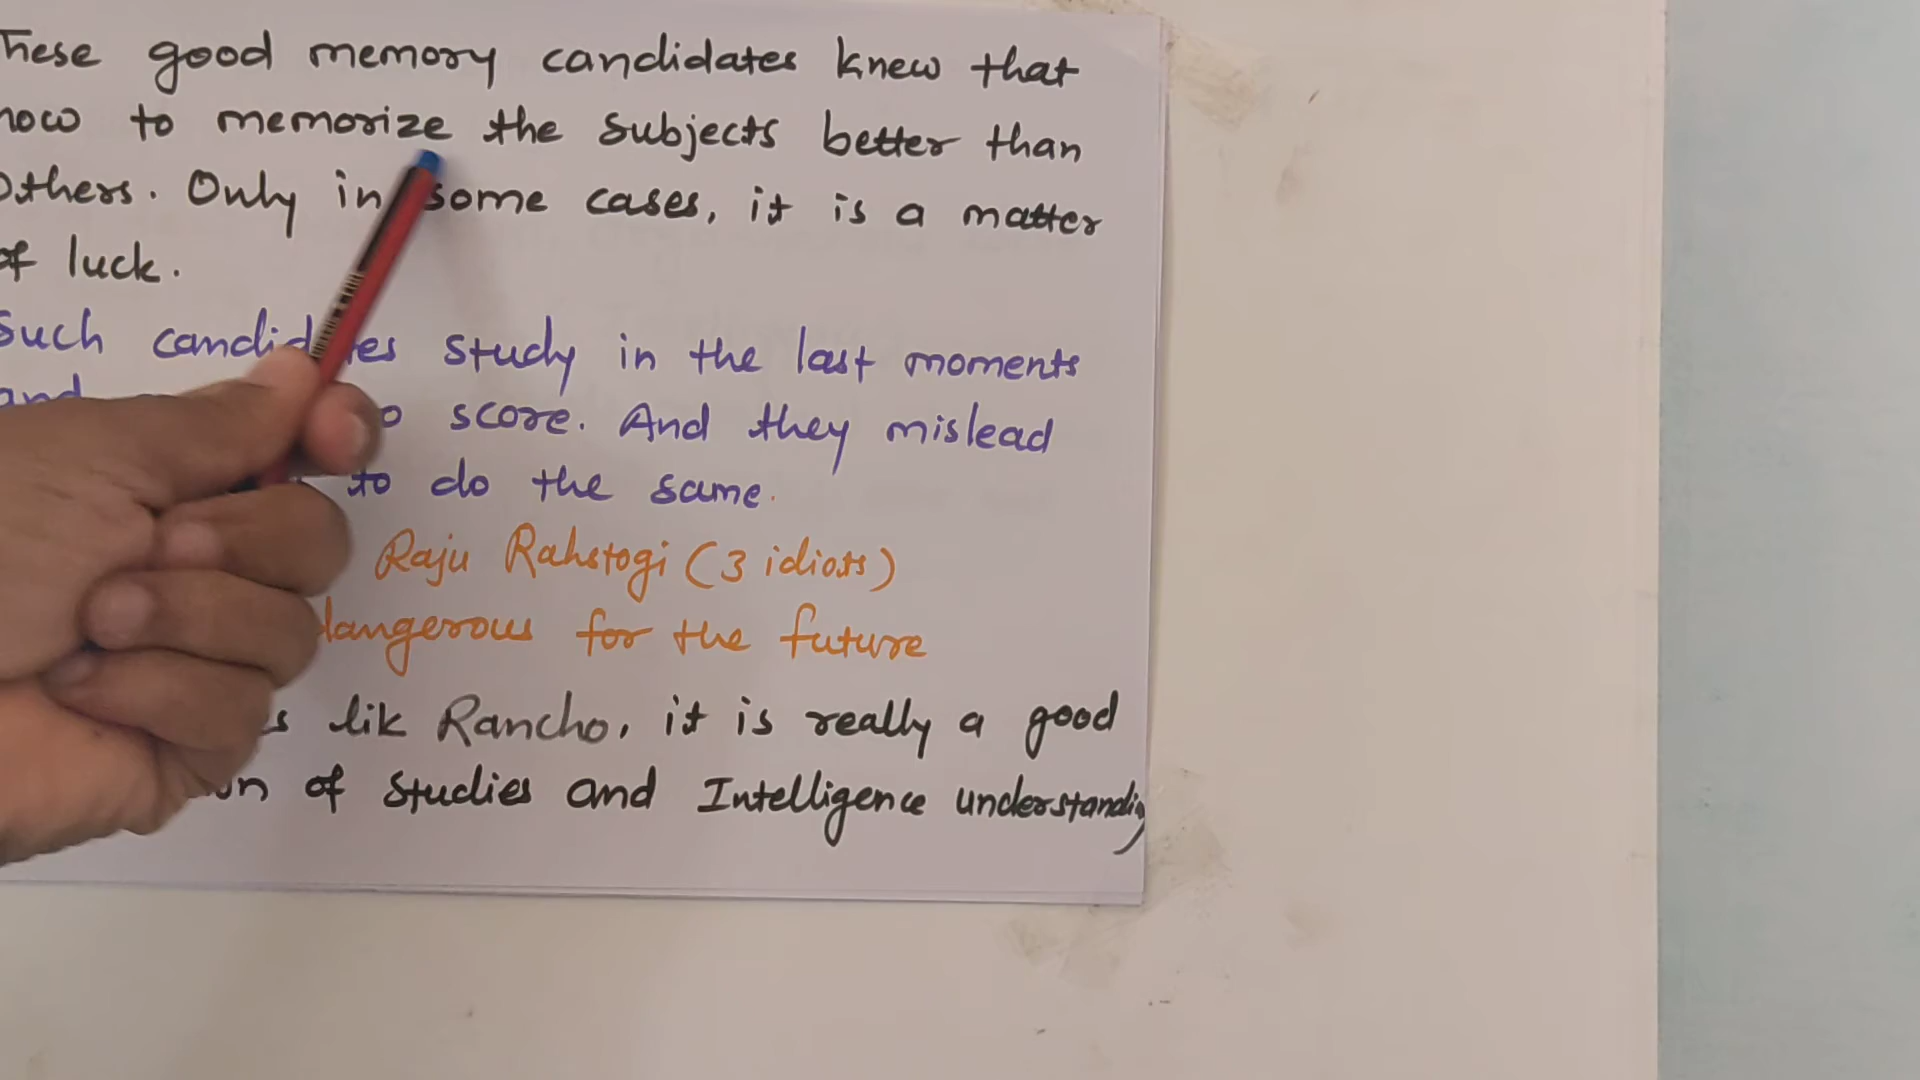 These good memory candidates knew that
how to memorize the subjects better than
Others. Only in some cases, it is a matter
of luck.
Such candidates study in the last moments
and score. And they mislead
to do the same.
Raju Rahstogi (3 idiots)
dangerous for the future
lik Rancho, it is really a good
of studies and Intelligence understanding